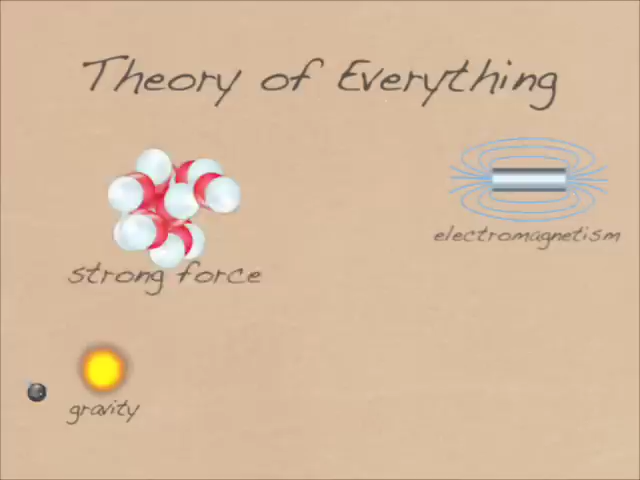 Theory of Everything
electromagnetism
strong force
gravity